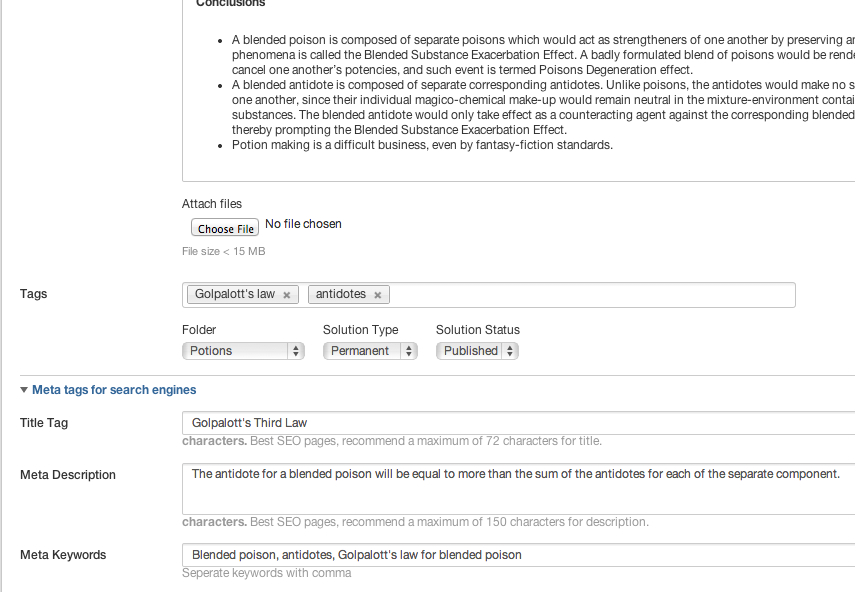 Conclusions
A blended poison is composed of separate poisons which would act as strengtheners of one another by preserving
phenomena is called the Blended Substance Exacerbation Effect. A badly formulated blend of poisons would be
cancel one another's potencies, and such event is termed Poisons Degeneration effect.
A blended antidote is composed of separate corresponding antidotes. Unlike poisons, the antidotes would make no
one another, since their individual magico-chemical make-up would remain neutral in the mixture-environment
substances. The blended antidote would only take effect as a counteracting agent against the corresponding blended
thereby prompting the Blended Substance Exacerbation Effect.
Potion making is a difficult business, even by fantasy-fiction standards.
Attach files
Choose File No file chosen
File size < 15 MB
Tags Golpalott's law x antidotes x
Folder Solution Type Solution Status
Potions Permanent Published
Meta tags for search engines
Title Tag Golpalott's Third Law
characters. Best SEO pages, recommend a maximum of 72 characters for title.
Meta Description The antidote for a blended poison will be equal to more than the sum of the antidotes for each of the separate component.
characters. Best SEO pages, recommend a maximum of 150 characters for description.
Meta Keywords Blended poison, antidotes, Golpalott's law for blended poison
Seperate keywords with comma